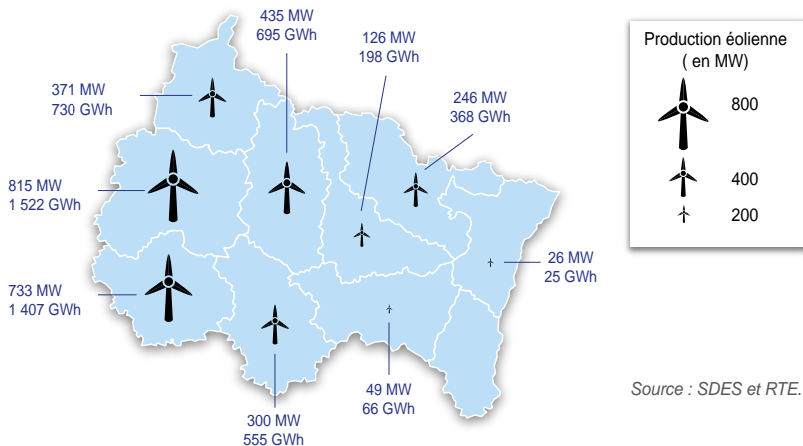 435 MW
695 GWh
126 MW
198 GWh
371 MW
730 GWh
246 MW
368 GWh
815 MW
1 522 GWh
733 MW
1 407 GWh
26 MW
25 GWh
49 MW
66 GWh
300 MW
555 GWh
Production éolienne
( en MW)
800
400
200
Source : SDES et RTE.